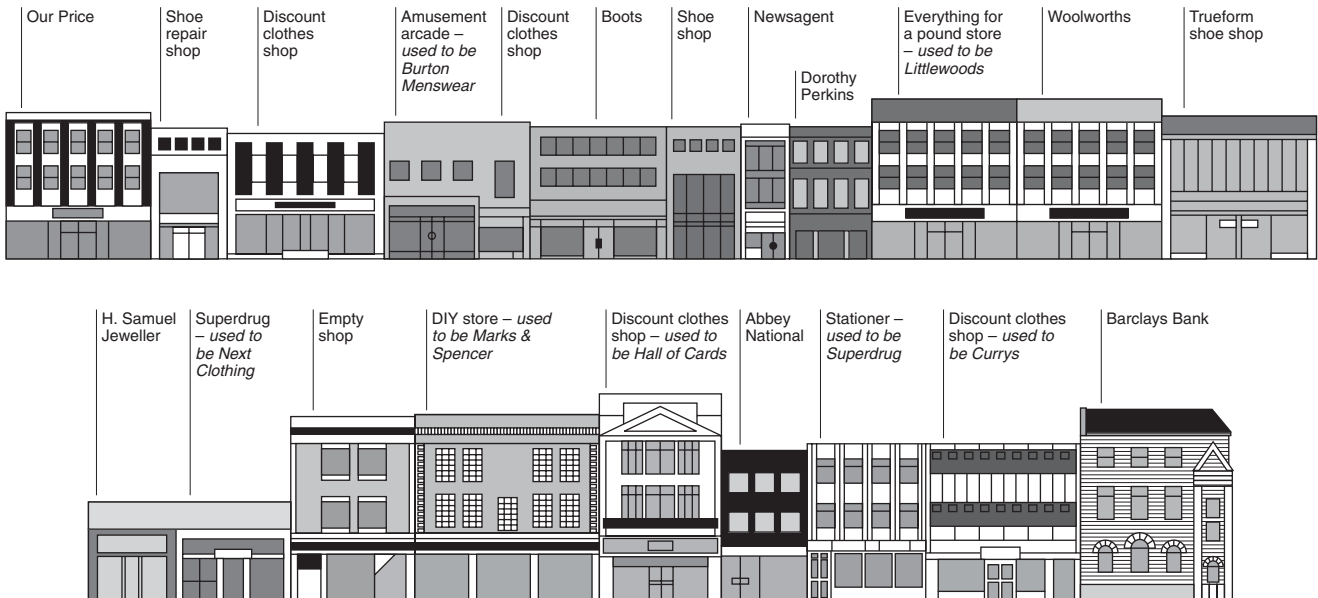 Our Price
Shoe
repair
shop
Discount
clothes
shop
Amusement
arcade –
used to be
Burton
Menswear
Discount
clothes
shop
Boots
Shoe
shop
Newsagent
Dorothy
Perkins
Everything for
a pound store
– used to be
Littlewoods
Woolworths
Trueform
shoe shop
H. Samuel
Jeweller
Superdrug
– used to
be Next
Clothing
Empty
shop
DIY store – used
to be Marks &
Spencer
Discount clothes
shop – used to
be Hall of Cards
Abbey
National
Stationer –
used to be
Superdrug
Discount clothes
shop – used to
be Currys
Barclays Bank